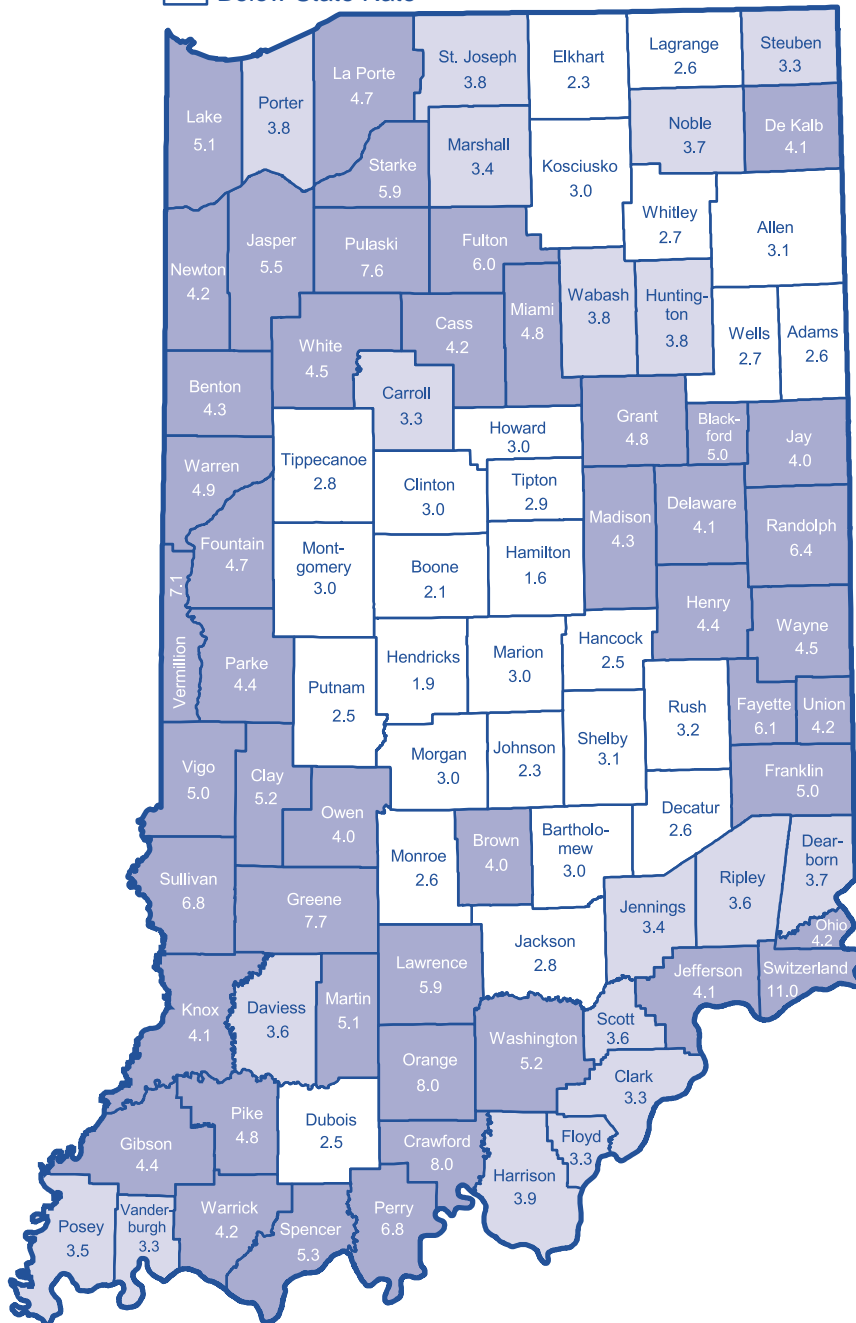 Below State Rate
St. Joseph
3.8
Elkhart
2.3
Lagrange
2.6
Steuben
3.3
La Porte
4.7
Porter
3.8
Lake
5.1
Noble
3.7
De Kalb
4.1
Marshall
3.4
Starke
5.9
Kosciusko
3.0
Whitley
2.7
Allen
3.1
Newton
4.2
Jasper
5.5
Pulaski
7.6
Fulton
6.0
Miami
4.8
Wabash
3.8
Hunting-
ton
3.8
Cass
4.2
White
4.5
Wells
2.7
Adams
2.6
Benton
4.3
Carroll
3.3
Howard
3.0
Grant
4.8
Black-
ford
5.0
Jay
4.0
Warren
4.9
Tippecanoe
2.8
Clinton
3.0
Tipton
2.9
Madison
4.3
Delaware
4.1
Randolph
6.4
Fountain
4.7
Mont-
gomery
3.0
Boone
2.1
Hamilton
1.6
Vermillion
7.1
Henry
4.4
Wayne
4.5
Parke
4.4
Putnam
2.5
Hendricks
1.9
Marion
3.0
Hancock
2.5
Rush
3.2
Fayette
6.1
Union
4.2
Vigo
5.0
Clay
5.2
Morgan
3.0
Johnson
2.3
Shelby
3.1
Franklin
5.0
Owen
4.0
Decatur
2.6
Brown
4.0
Bartholo-
mew
3.0
Dear-
born
3.7
Monroe
2.6
Sullivan
6.8
Greene
7.7
Ripley
3.6
Jennings
3.4
Ohio
4.2
Jackson
2.8
Lawrence
5.9
Jefferson
4.1
Switzerland
11.0
Knox
4.1
Daviess
3.6
Martin
5.1
Scott
3.6
Washington
5.2
Orange
8.0
Clark
3.3
Pike
4.8
Dubois
2.5
Gibson
4.4
Crawford
8.0
Floyd
3.3
Harrison
3.9
Posey
3.5
Vander-
burgh
3.3
Warrick
4.2
Spencer
5.3
Perry
6.8